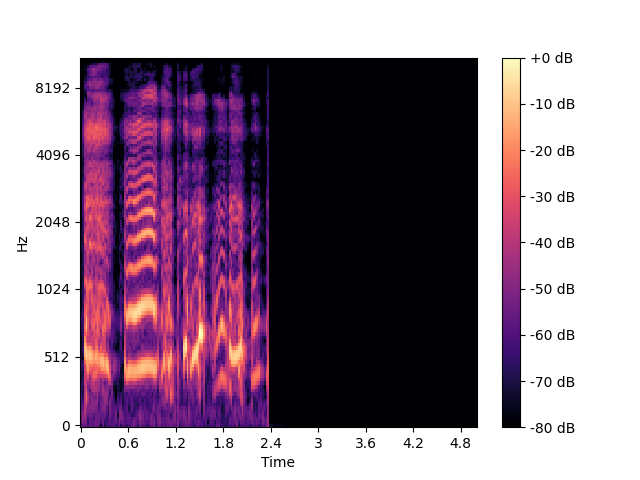 +0 dB
8192
-10 dB
4096
-20 dB
-30 dB
2048
Hz
-40 dB
1024
-50 dB
512
-60 dB
-70 dB
0
-80 dB
0 0.6 1.2 1.8 2.4 3 3.6 4.2 4.8
Time